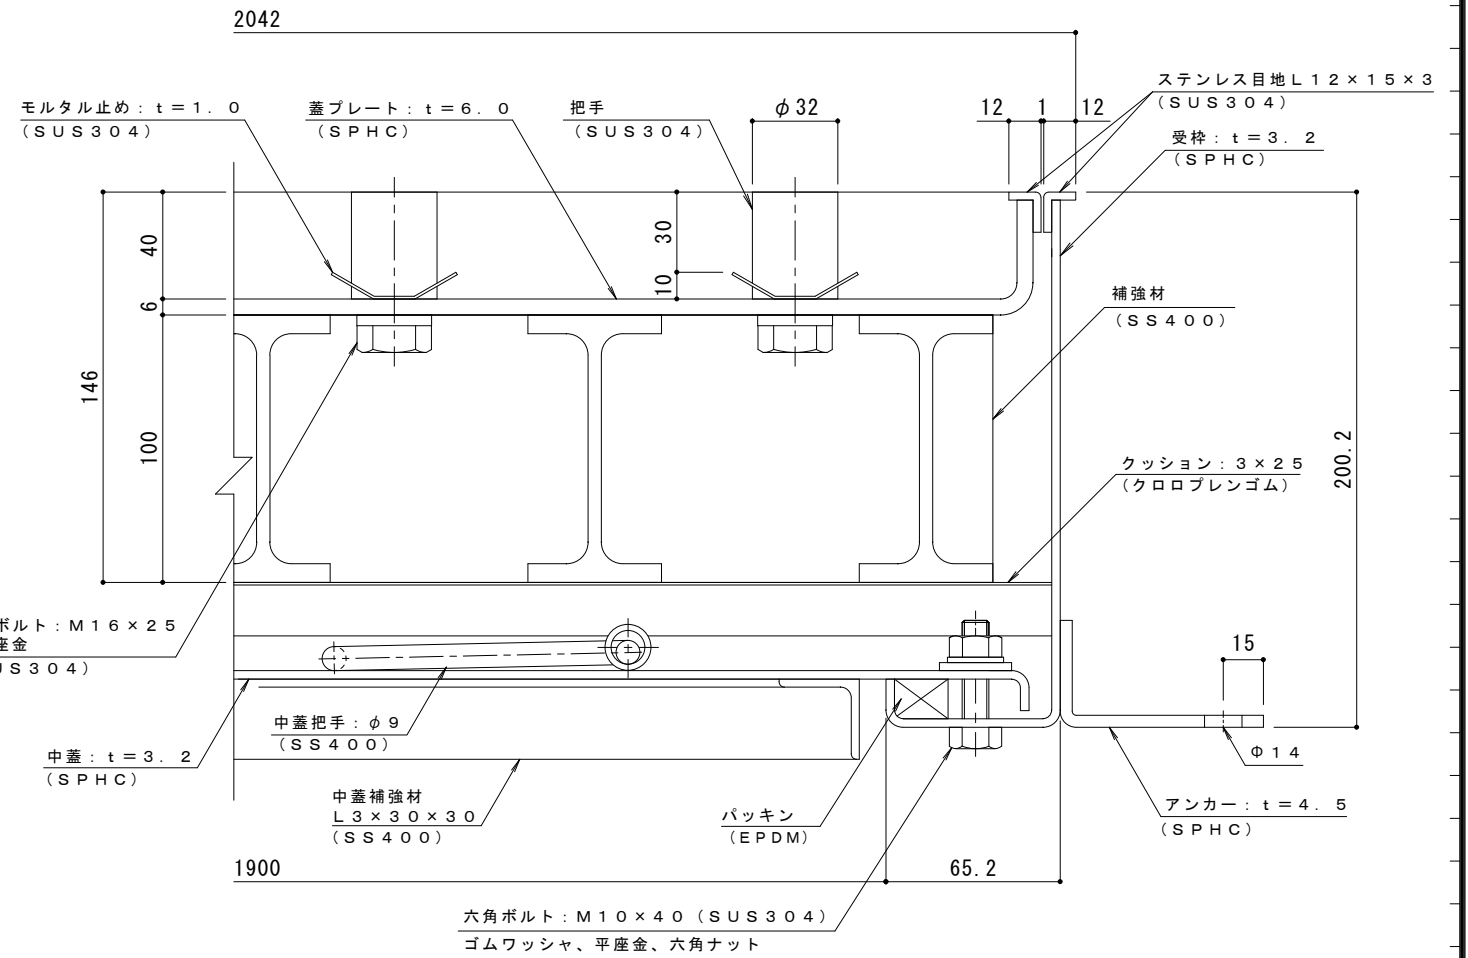 2042
モルタル止め：ｔ＝１．０
（ＳＵＳ３０４）
蓋プレート：ｔ＝６．０
（ＳＰＨＣ）
把手
（ＳＵＳ３０４）
φ32
12
1
12
ステンレス目地Ｌ１２×１５×３
（ＳＵＳ３０４）
受枠：ｔ＝３．２
（ＳＰＨＣ）
40
6
146
100
30
10
補強材
（ＳＳ４００）
クッション：３×２５
（クロロプレンゴム）
200.2
ボルト：Ｍ１６×２５
座金
ＵＳ３０４）
15
中蓋把手：φ９
（ＳＳ４００）
中蓋：ｔ＝３．２
（ＳＰＨＣ）
Φ１４
中蓋補強材
Ｌ３×３０×３０
（ＳＳ４００）
パッキン
（ＥＰＤＭ）
アンカー：ｔ＝４．５
（ＳＰＨＣ）
1900
65.2
六角ボルト：Ｍ１０×４０（ＳＵＳ３０４）
ゴムワッシャ、平座金、六角ナット